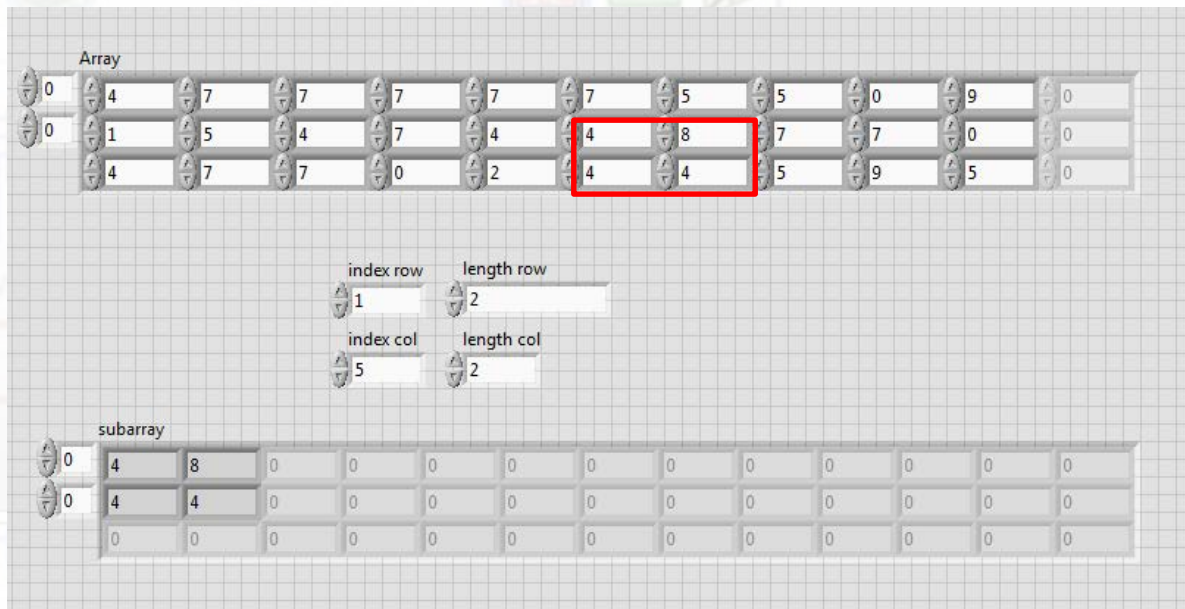 Array
0 4 7 7 7 7 7 5 5 0 9 0
0 1 5 4 7 4 4 8 7 7 0 0
4 7 7 0 2 4 4 5 9 5 0
index row length row
1 2
index col length col
5 2
subarray
0 4 8 0 0 0 0 0 0 0 0 0 0 0
0 4 4 0 0 0 0 0 0 0 0 0 0 0
0 0 0 0 0 0 0 0 0 0 0 0 0